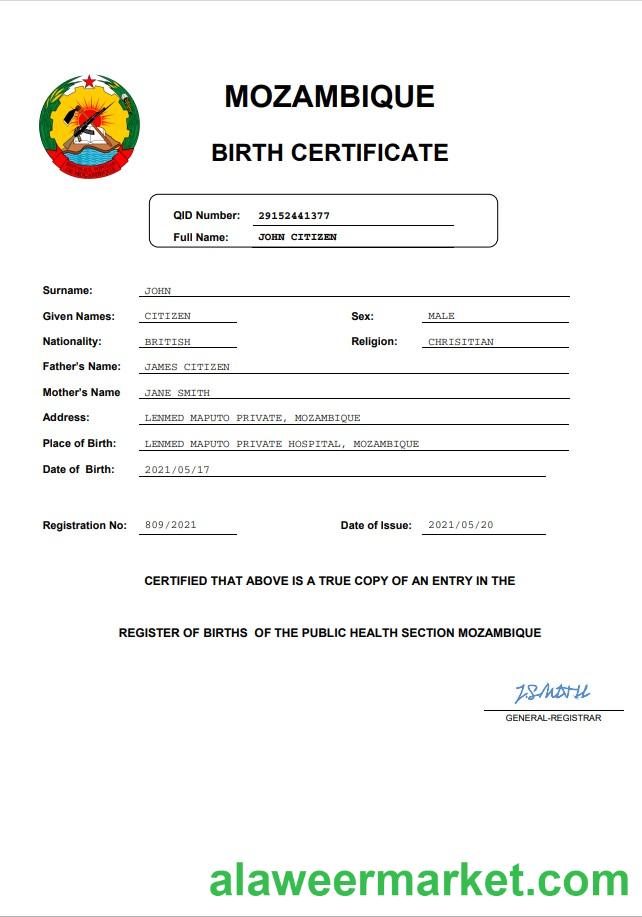 MOZAMBIQUE
BIRTH CERTIFICATE
QID Number: 29152441377
Full Name: JOHN CITIZEN
Surname: JOHN
Given Names: CITIZEN Sex: MALE
Nationality: BRITISH Religion: CHRISITIAN
Father's Name: JAMES CITIZEN
Mother's Name JANE SMITH
Address: LENMED MAPUTO PRIVATE, MOZAMBIQUE
Place of Birth: LENMED MAPUTO PRIVATE HOSPITAL, MOZAMBIQUE
Date of Birth: 2021/05/17
Registration No: 809/2021 Date of Issue: 2021/05/20
CERTIFIED THAT ABOVE IS A TRUE COPY OF AN ENTRY IN THE
REGISTER OF BIRTHS OF THE PUBLIC HEALTH SECTION MOZAMBIQUE
J.SMITH
GENERAL-REGISTRAR
alaweermarket.com